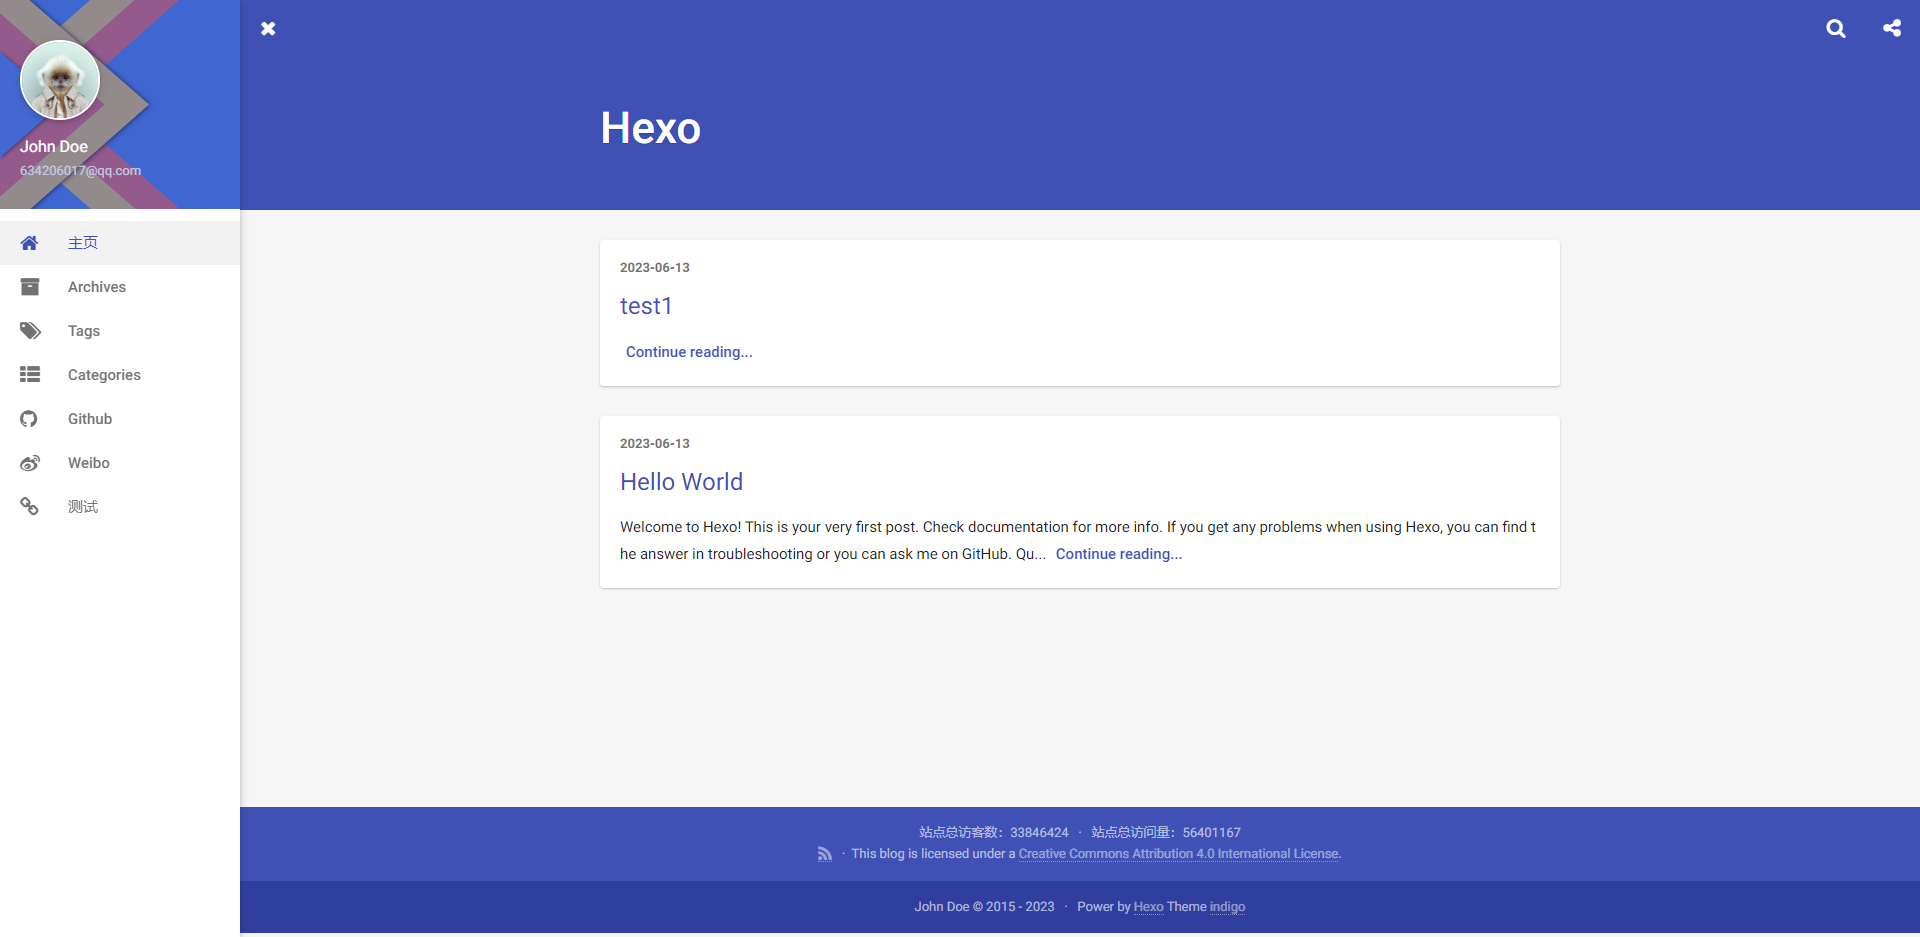 John Doe
634206017@qq.com
主页
Archives
Tags
Categories
Github
Weibo
测试
Hexo
2023-06-13
test1
Continue reading...
2023-06-13
Hello World
Welcome to Hexo! This is your very first post. Check documentation for more info. If you get any problems when using Hexo, you can find t
he answer in troubleshooting or you can ask me on GitHub. Qu... Continue reading...
站点总访客数：33846424 · 站点总访问量：56401167
· This blog is licensed under a Creative Commons Attribution 4.0 International License.
John Doe © 2015 - 2023 · Power by Hexo Theme indigo